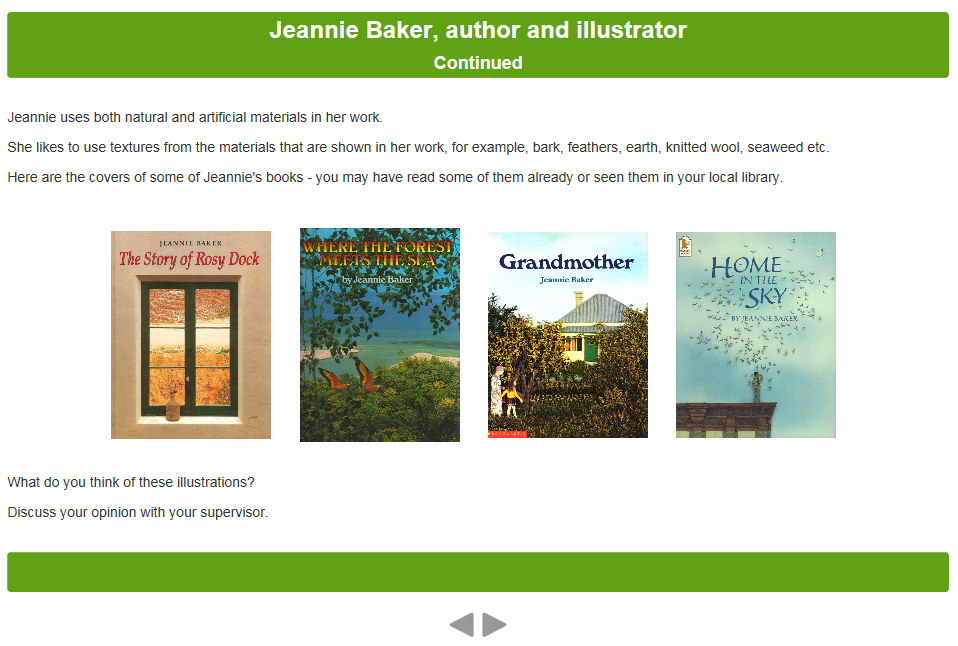 Jeannie Baker, author and illustrator
Continued
Jeannie uses both natural and artificial materials in her work.
She likes to use textures from the materials that are shown in her work, for example, bark, feathers, earth, knitted wool, seaweed etc.
Here are the covers of some of Jeannie's books - you may have read some of them already or seen them in your local library.
JEANNIE BAKER
The Story of Rosy Dock
WHERE THE FOREST
MEETS THE SEA
by Jeannie Baker
Grandmother
Jeannie Baker
SCHOLASTIC
HOME
IN THE
SKY
BY JEANNIE BAKER
What do you think of these illustrations?
Discuss your opinion with your supervisor.